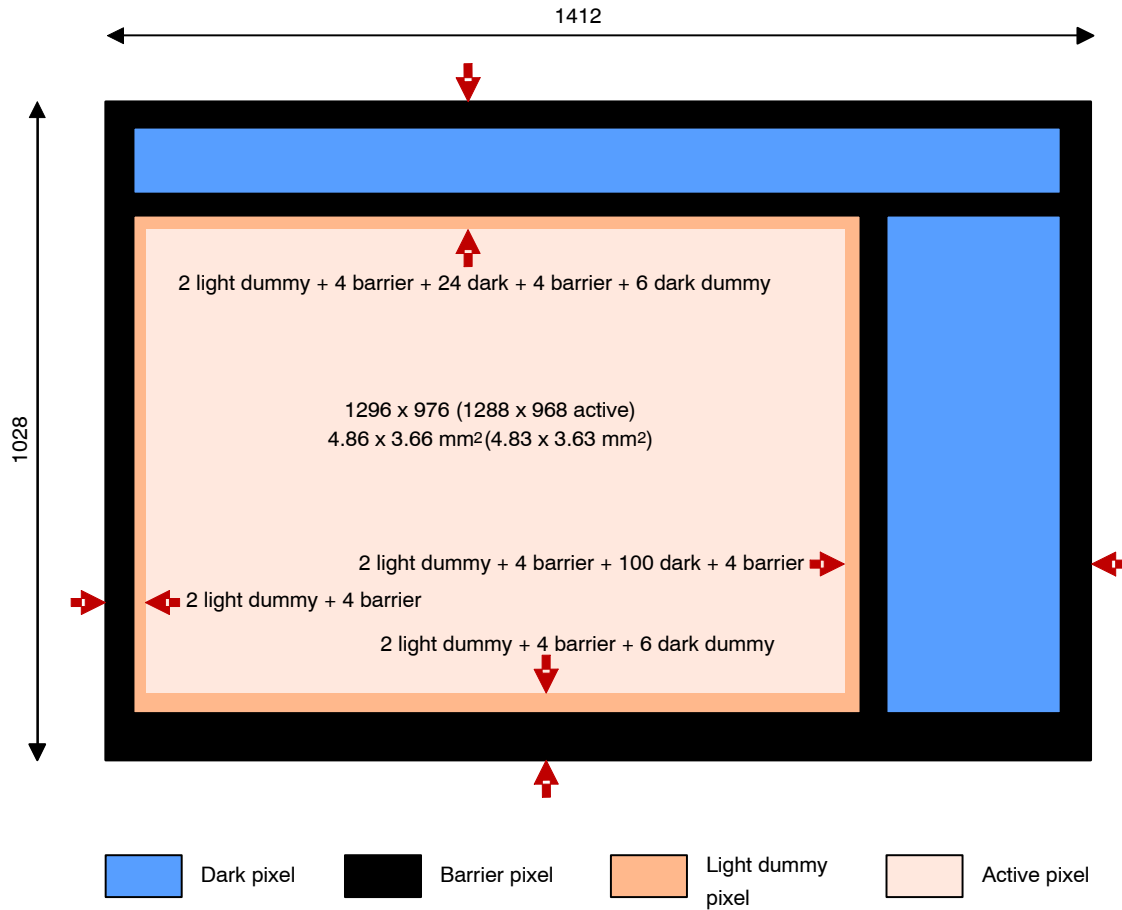 1412
1028
2 light dummy + 4 barrier + 24 dark + 4 barrier + 6 dark dummy
1296 x 976 (1288 x 968 active)
4.86 x 3.66 mm² (4.83 x 3.63 mm²)
2 light dummy + 4 barrier + 100 dark + 4 barrier
2 light dummy + 4 barrier
2 light dummy + 4 barrier + 6 dark dummy
Dark pixel
Barrier pixel
Light dummy
pixel
Active pixel